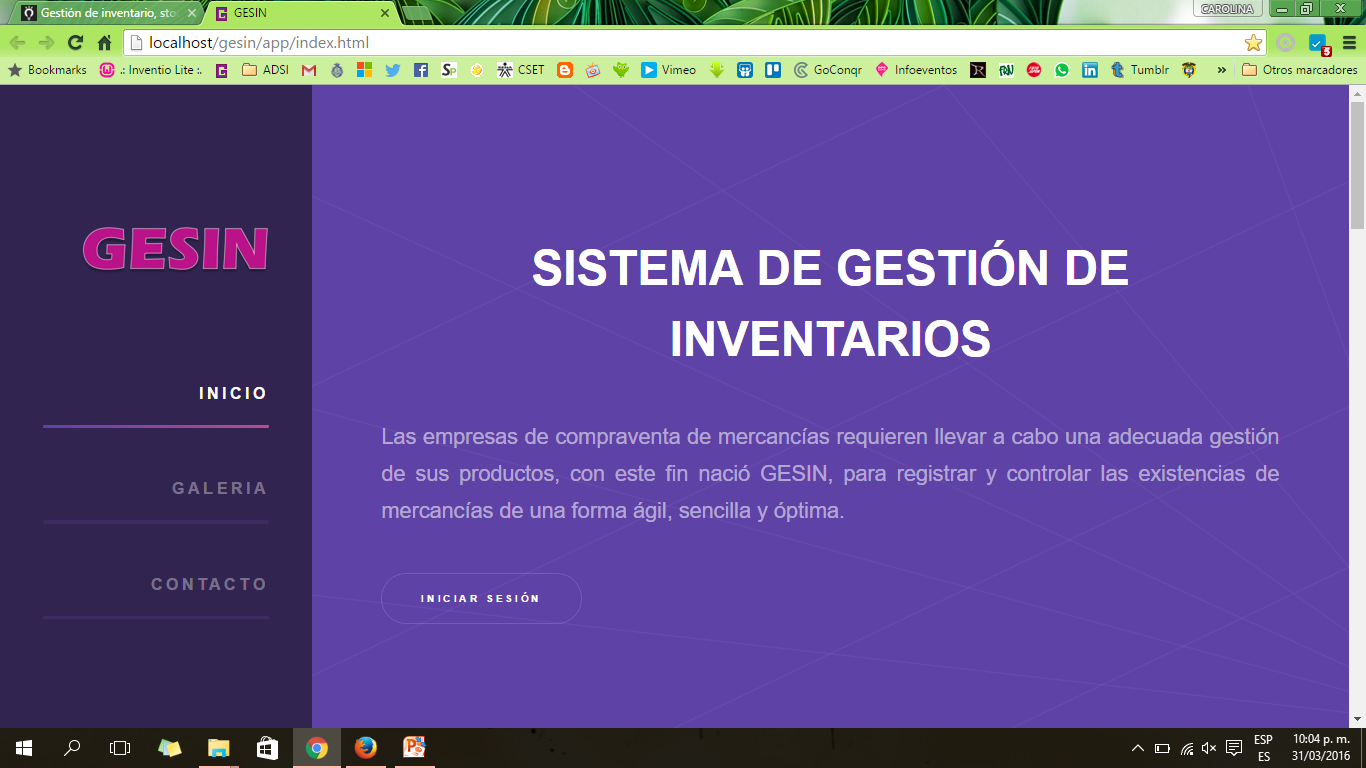 Gestión de inventario, sto
GESIN
CAROLINA
localhost/gesin/app/index.html
Bookmarks
.: Inventio Lite :.
ADSI
CSET
Vimeo
GoConqr
Infoeventos
Tumblr
»
Otros marcadores
5
GESIN
INICIO
GALERIA
CONTACTO
SISTEMA DE GESTIÓN DE
INVENTARIOS
Las empresas de compraventa de mercancías requieren llevar a cabo una adecuada gestión
de sus productos, con este fin nació GESIN, para registrar y controlar las existencias de
mercancías de una forma ágil, sencilla y óptima.
INICIAR SESIÓN
ESP
ES
10:04 p. m.
31/03/2016